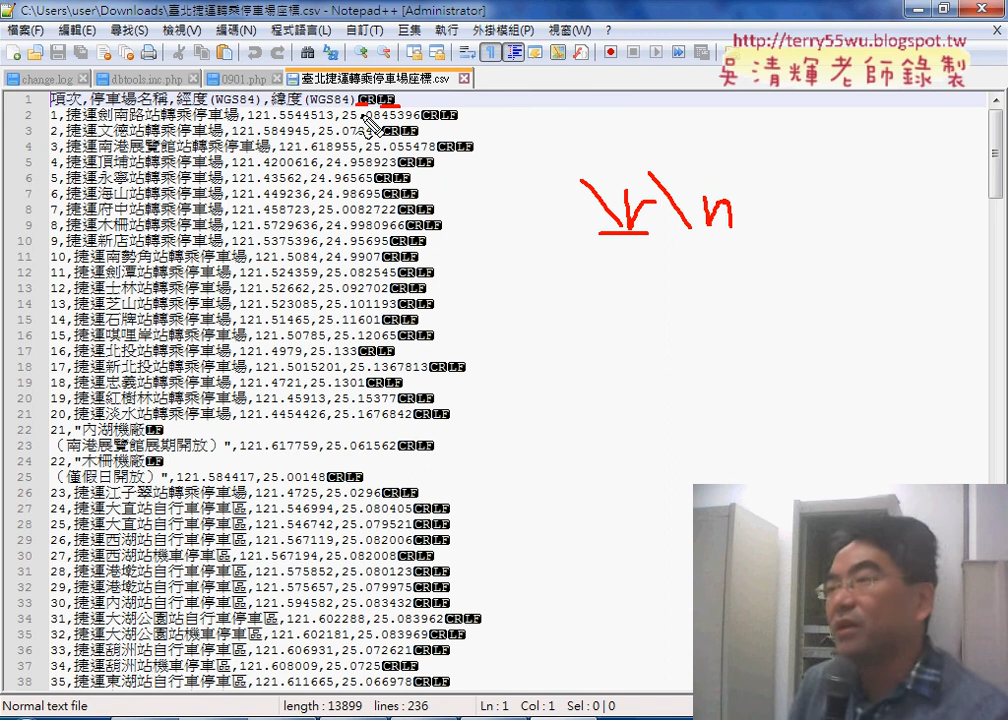 C:\Users\user\Downloads\臺北捷運轉乘停車場座標.csv - Notepad++ [Administrator]
檔案(F) 編輯(E) 尋找(S) 檢視(V) 編碼(N) 程式語言(L) 自訂(T) 巨集 執行 外掛模組(P) 視窗(W) ?
http://terry55wu.blogspot.tw
吳清輝老師錄製
change.log dbtools.inc.php 0901.php 臺北捷運轉乘停車場座標.csv
1 項次,停車場名稱,經度(WGS84),緯度(WGS84)CRLF
2 1,捷運劍南路站轉乘停車場,121.5544513,25.0845396CRLF
3 2,捷運文德站轉乘停車場,121.584945,25.07
4 3,捷運南港展覽館站轉乘停車場,121.618955,25.055478CRLF
5 4,捷運頂埔站轉乘停車場,121.4200616,24.958923CRLF
6 5,捷運永寧站轉乘停車場,121.43562,24.96565CRLF
7 6,捷運海山站轉乘停車場,121.449236,24.98695CRLF
8 7,捷運府中站轉乘停車場,121.458723,25.0082722CRLF
9 8,捷運木柵站轉乘停車場,121.5729636,24.9980966CRLF
10 9,捷運新店站轉乘停車場,121.5375396,24.95695CRLF
11 10,捷運南勢角站轉乘停車場,121.5084,24.9907CRLF
12 11,捷運劍潭站轉乘停車場,121.524359,25.082545CRLF
13 12,捷運士林站轉乘停車場,121.52662,25.092702CRLF
14 13,捷運芝山站轉乘停車場,121.523085,25.101193CRLF
15 14,捷運石牌站轉乘停車場,121.51465,25.11601CRLF
16 15,捷運唭哩岸站轉乘停車場,121.50785,25.12065CRLF
17 16,捷運北投站轉乘停車場,121.4979,25.133CRLF
18 17,捷運新北投站轉乘停車場,121.5015201,25.1367813CRLF
19 18,捷運忠義站轉乘停車場,121.4721,25.1301CRLF
20 19,捷運紅樹林站轉乘停車場,121.45913,25.15377CRLF
21 20,捷運淡水站轉乘停車場,121.4454426,25.1676842CRLF
22 21,"內湖機廠LF
23 (南港展覽館展期開放)",121.617759,25.061562CRLF
24 22,"木柵機廠LF
25 (僅假日開放)",121.584417,25.00148CRLF
26 23,捷運江子翠站轉乘停車場,121.4725,25.0296CRLF
27 24,捷運大直站自行車停車區,121.546994,25.080405CRLF
28 25,捷運大直站自行車停車區,121.546742,25.079521CRLF
29 26,捷運西湖站自行車停車區,121.567119,25.082006CRLF
30 27,捷運西湖站機車停車區,121.567194,25.082008CRLF
31 28,捷運港墘站自行車停車區,121.575852,25.080123CRLF
32 29,捷運港墘站自行車停車區,121.575657,25.079975CRLF
33 30,捷運內湖站自行車停車區,121.594582,25.083432CRLF
34 31,捷運大湖公園站自行車停車區,121.602288,25.083962CRLF
35 32,捷運大湖公園站機車停車區,121.602181,25.083969CRLF
36 33,捷運葫洲站自行車停車區,121.606931,25.072621CRLF
37 34,捷運葫洲站機車停車區,121.608009,25.0725CRLF
38 35,捷運東湖站自行車停車區,121.611665,25.066978CRLF
\r\n
Normal text file length : 13899 lines : 236 Ln : 1 Col : 1 Sel : 0 | 0